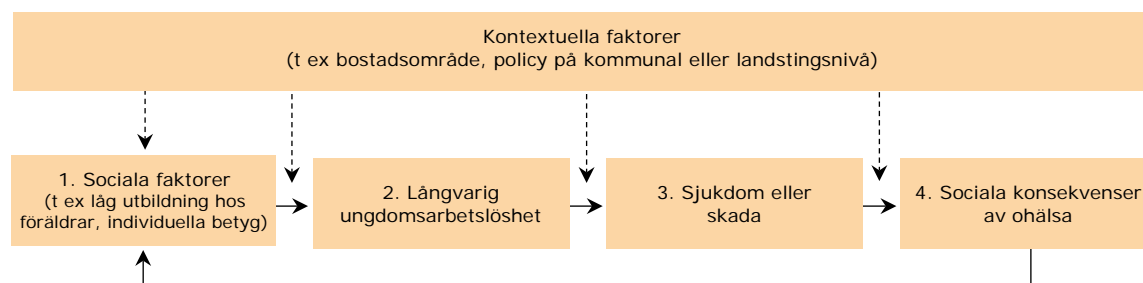 Kontextuella faktorer
(t ex bostadsområde, policy på kommunal eller landstingsnivå)
1. Sociala faktorer
(t ex låg utbildning hos
föräldrar, individuella betyg)
2. Långvarig
ungdomsarbetslöshet
3. Sjukdom eller
skada
4. Sociala konsekvenser
av ohälsa